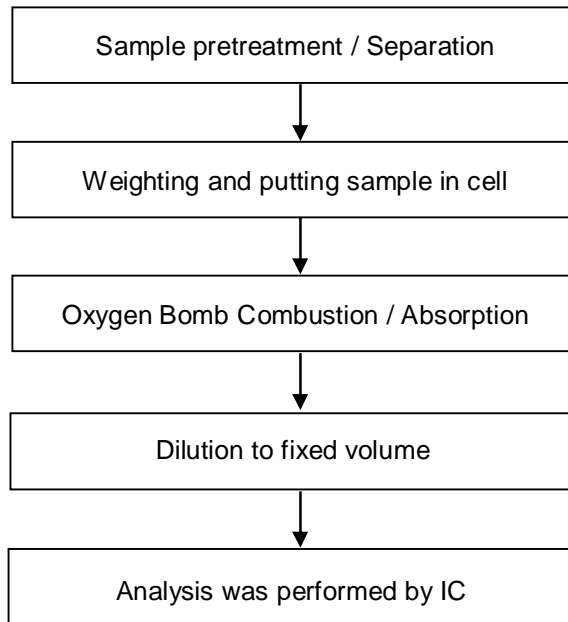 Sample pretreatment / Separation
Weighting and putting sample in cell
Oxygen Bomb Combustion / Absorption
Dilution to fixed volume
Analysis was performed by IC